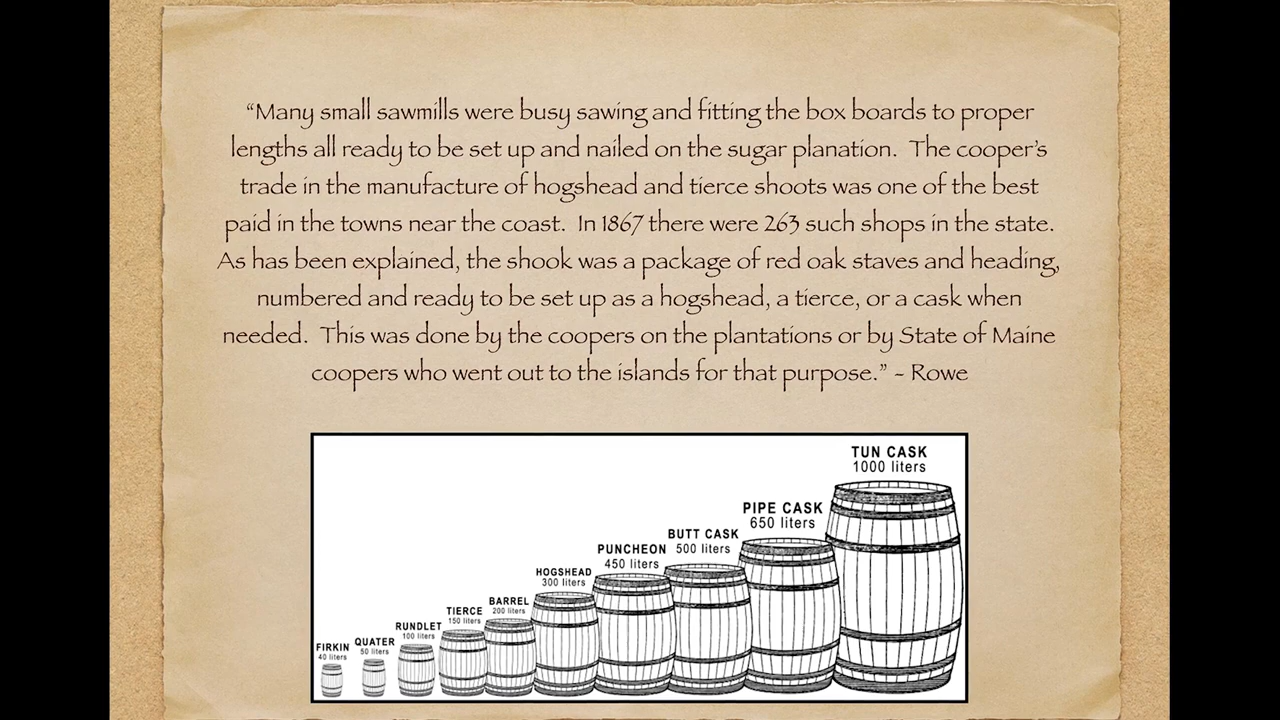 “Many small sawmills were busy sawing and fitting the box boards to proper
lengths all ready to be set up and nailed on the sugar planation. The cooper’s
trade in the manufacture of hogshead and tierce shoots was one of the best
paid in the towns near the coast. In 1867 there were 263 such shops in the state.
As has been explained, the shook was a package of red oak staves and heading,
numbered and ready to be set up as a hogshead, a tierce, or a cask when
needed. This was done by the coopers on the plantations or by State of Maine
coopers who went out to the islands for that purpose.” - Rowe
FIRKIN
40 liters
QUATER
50 liters
RUNDLET
100 liters
TIERCE
150 liters
BARREL
200 liters
HOGSHEAD
300 liters
PUNCHEON
450 liters
BUTT CASK
500 liters
PIPE CASK
650 liters
TUN CASK
1000 liters